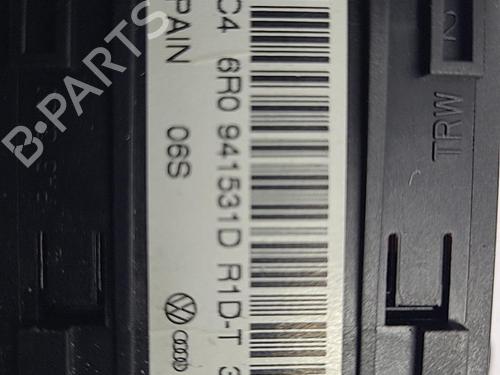 C4 6R0 941531D R1D-T 3
PAIN 06S
TRW
2
B-PARTS